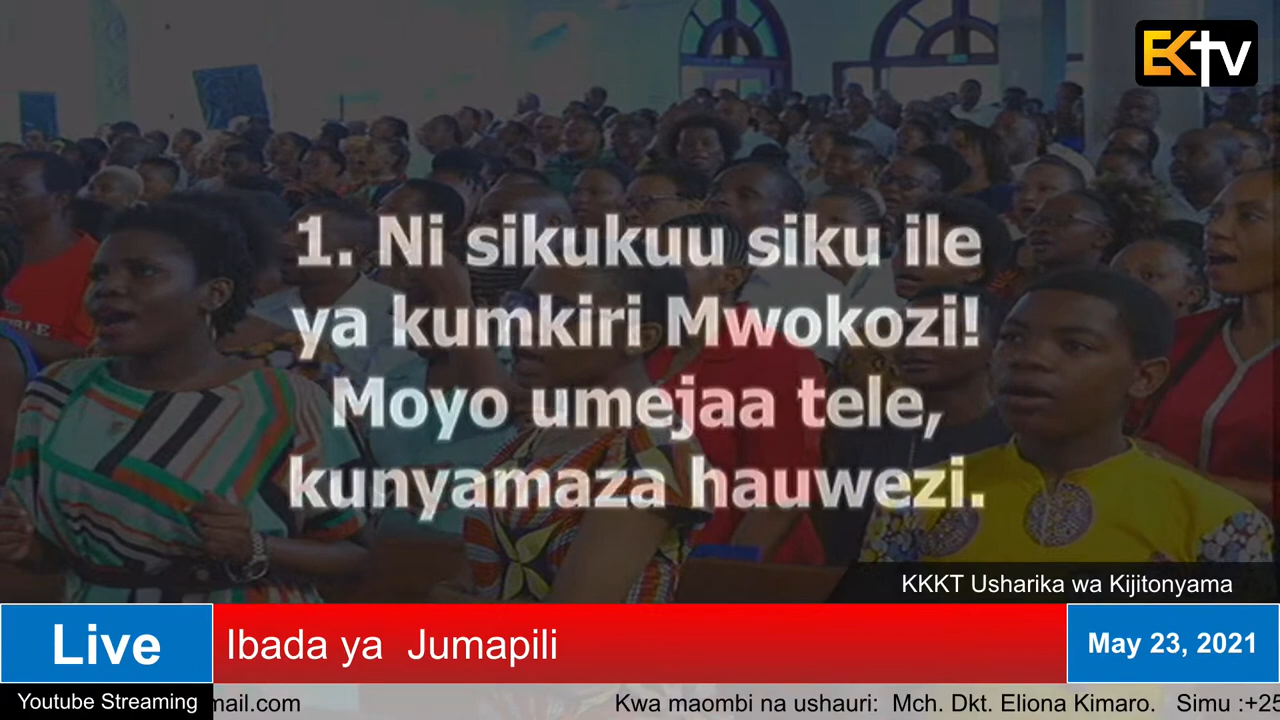 EKTV
1. Ni sikukuu siku ile
ya kumkiri Mwokozi!
Moyo umejaa tele,
kunyamaza hauwezi.
KKKT Usharika wa Kijitonyama
Live
Ibada ya Jumapili
May 23, 2021
Youtube Streaming
mail.com
Kwa maombi na ushauri: Mch. Dkt. Eliona Kimaro. Simu :+25